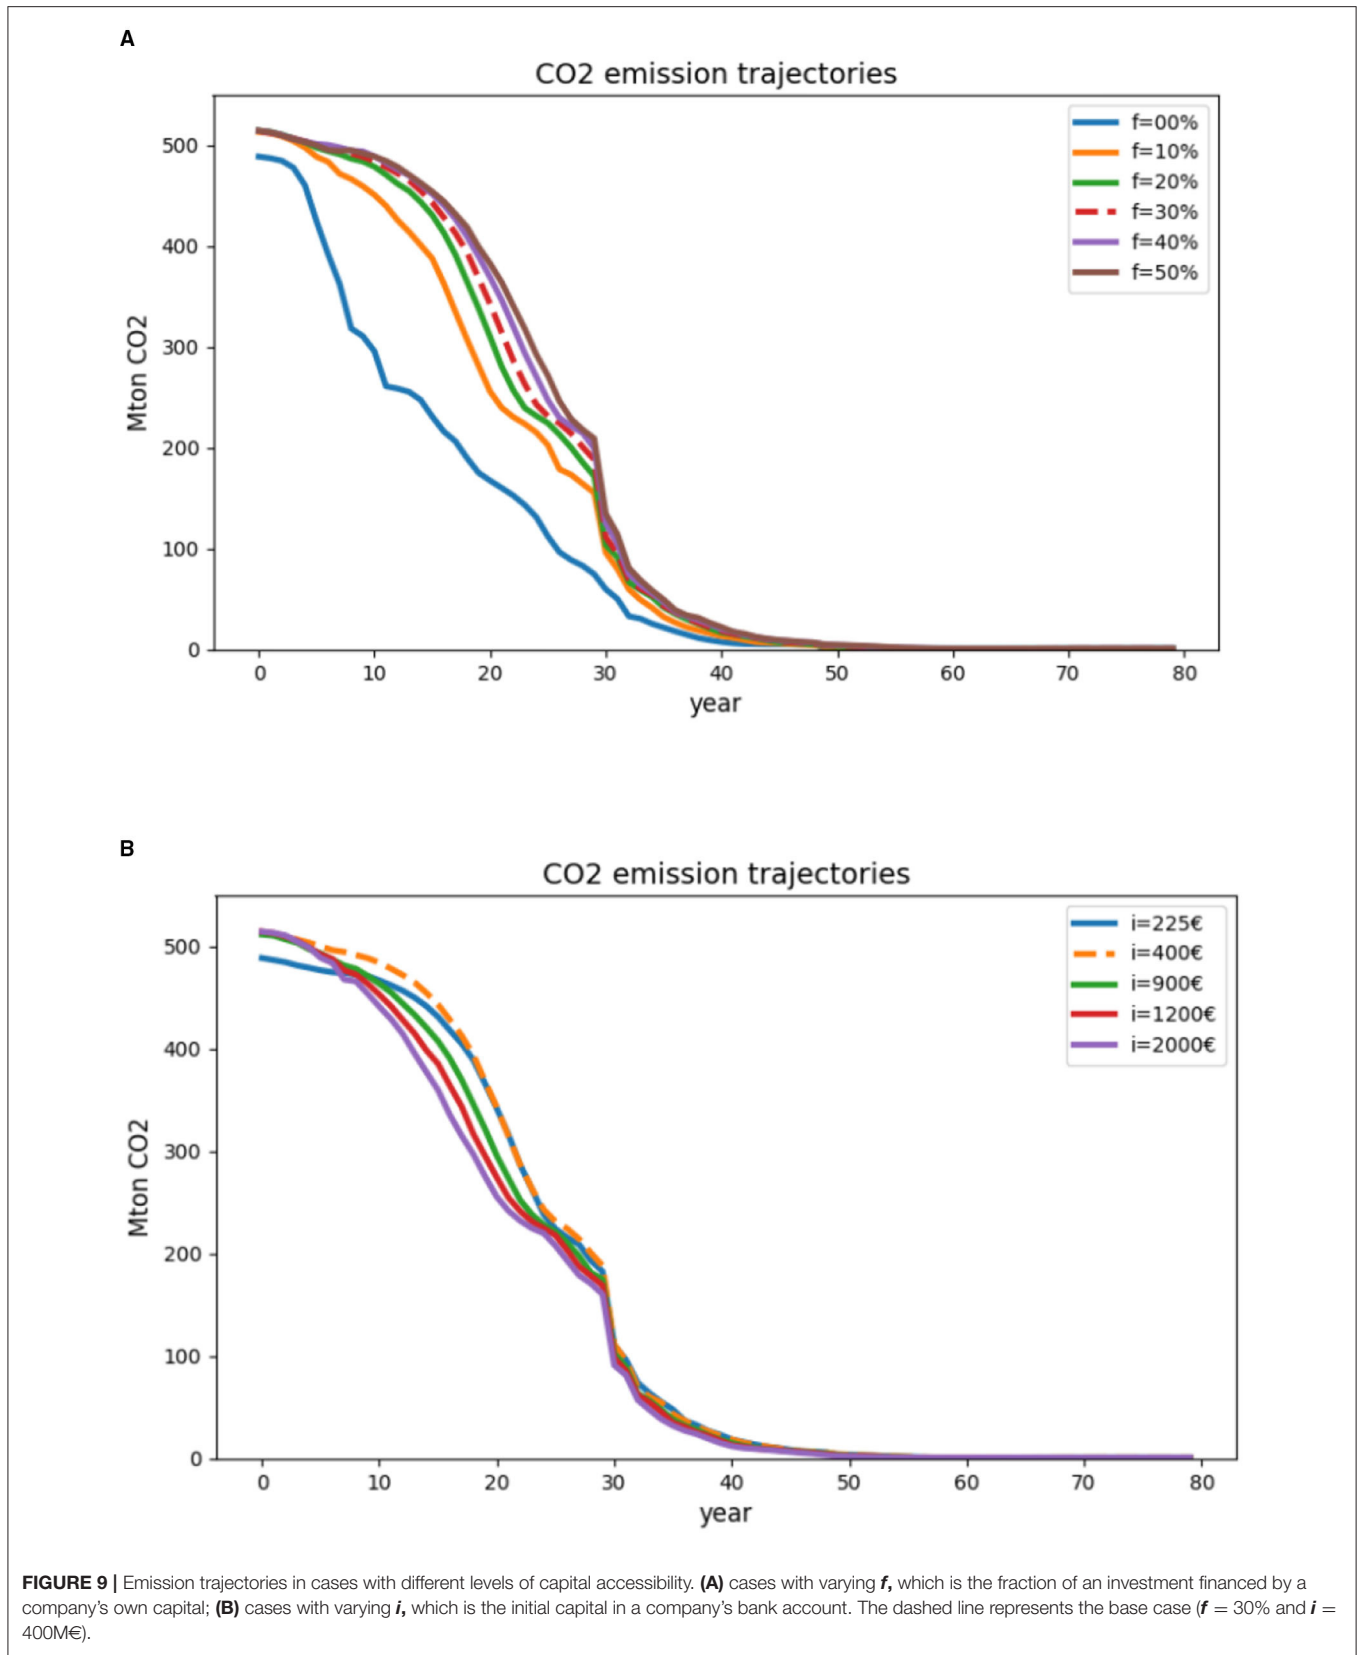 A
CO2 emission trajectories
f=00%
f=10%
f=20%
f=30%
f=40%
f=50%
Mton CO2
500
400
300
200
100
0
0 10 20 30 40 50 60 70 80
year
B
CO2 emission trajectories
i=225€
i=400€
i=900€
i=1200€
i=2000€
Mton CO2
500
400
300
200
100
0
0 10 20 30 40 50 60 70 80
year
FIGURE 9 | Emission trajectories in cases with different levels of capital accessibility. (A) cases with varying f, which is the fraction of an investment financed by a
company's own capital; (B) cases with varying i, which is the initial capital in a company's bank account. The dashed line represents the base case (f = 30% and i =
400M€).